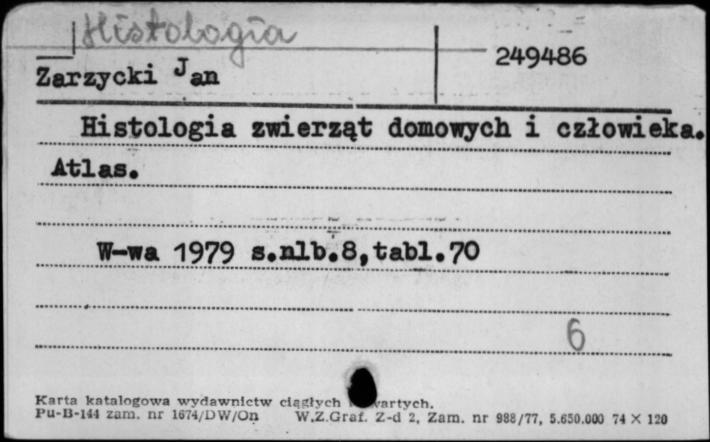 Histologia
249486
Zarzycki Jan
Histologia zwierząt domowych i człowieka.
Atlas.
W-wa 1979 s.nlb.8,tabl.70
6
Karta katalogowa wydawnictw ciągłych i zwartych.
Pu-B-144 zam. nr 1674/DW/On W.Z.Graf. Z-d 2, Zam. nr 988/77, 5.650.000 74 X 120